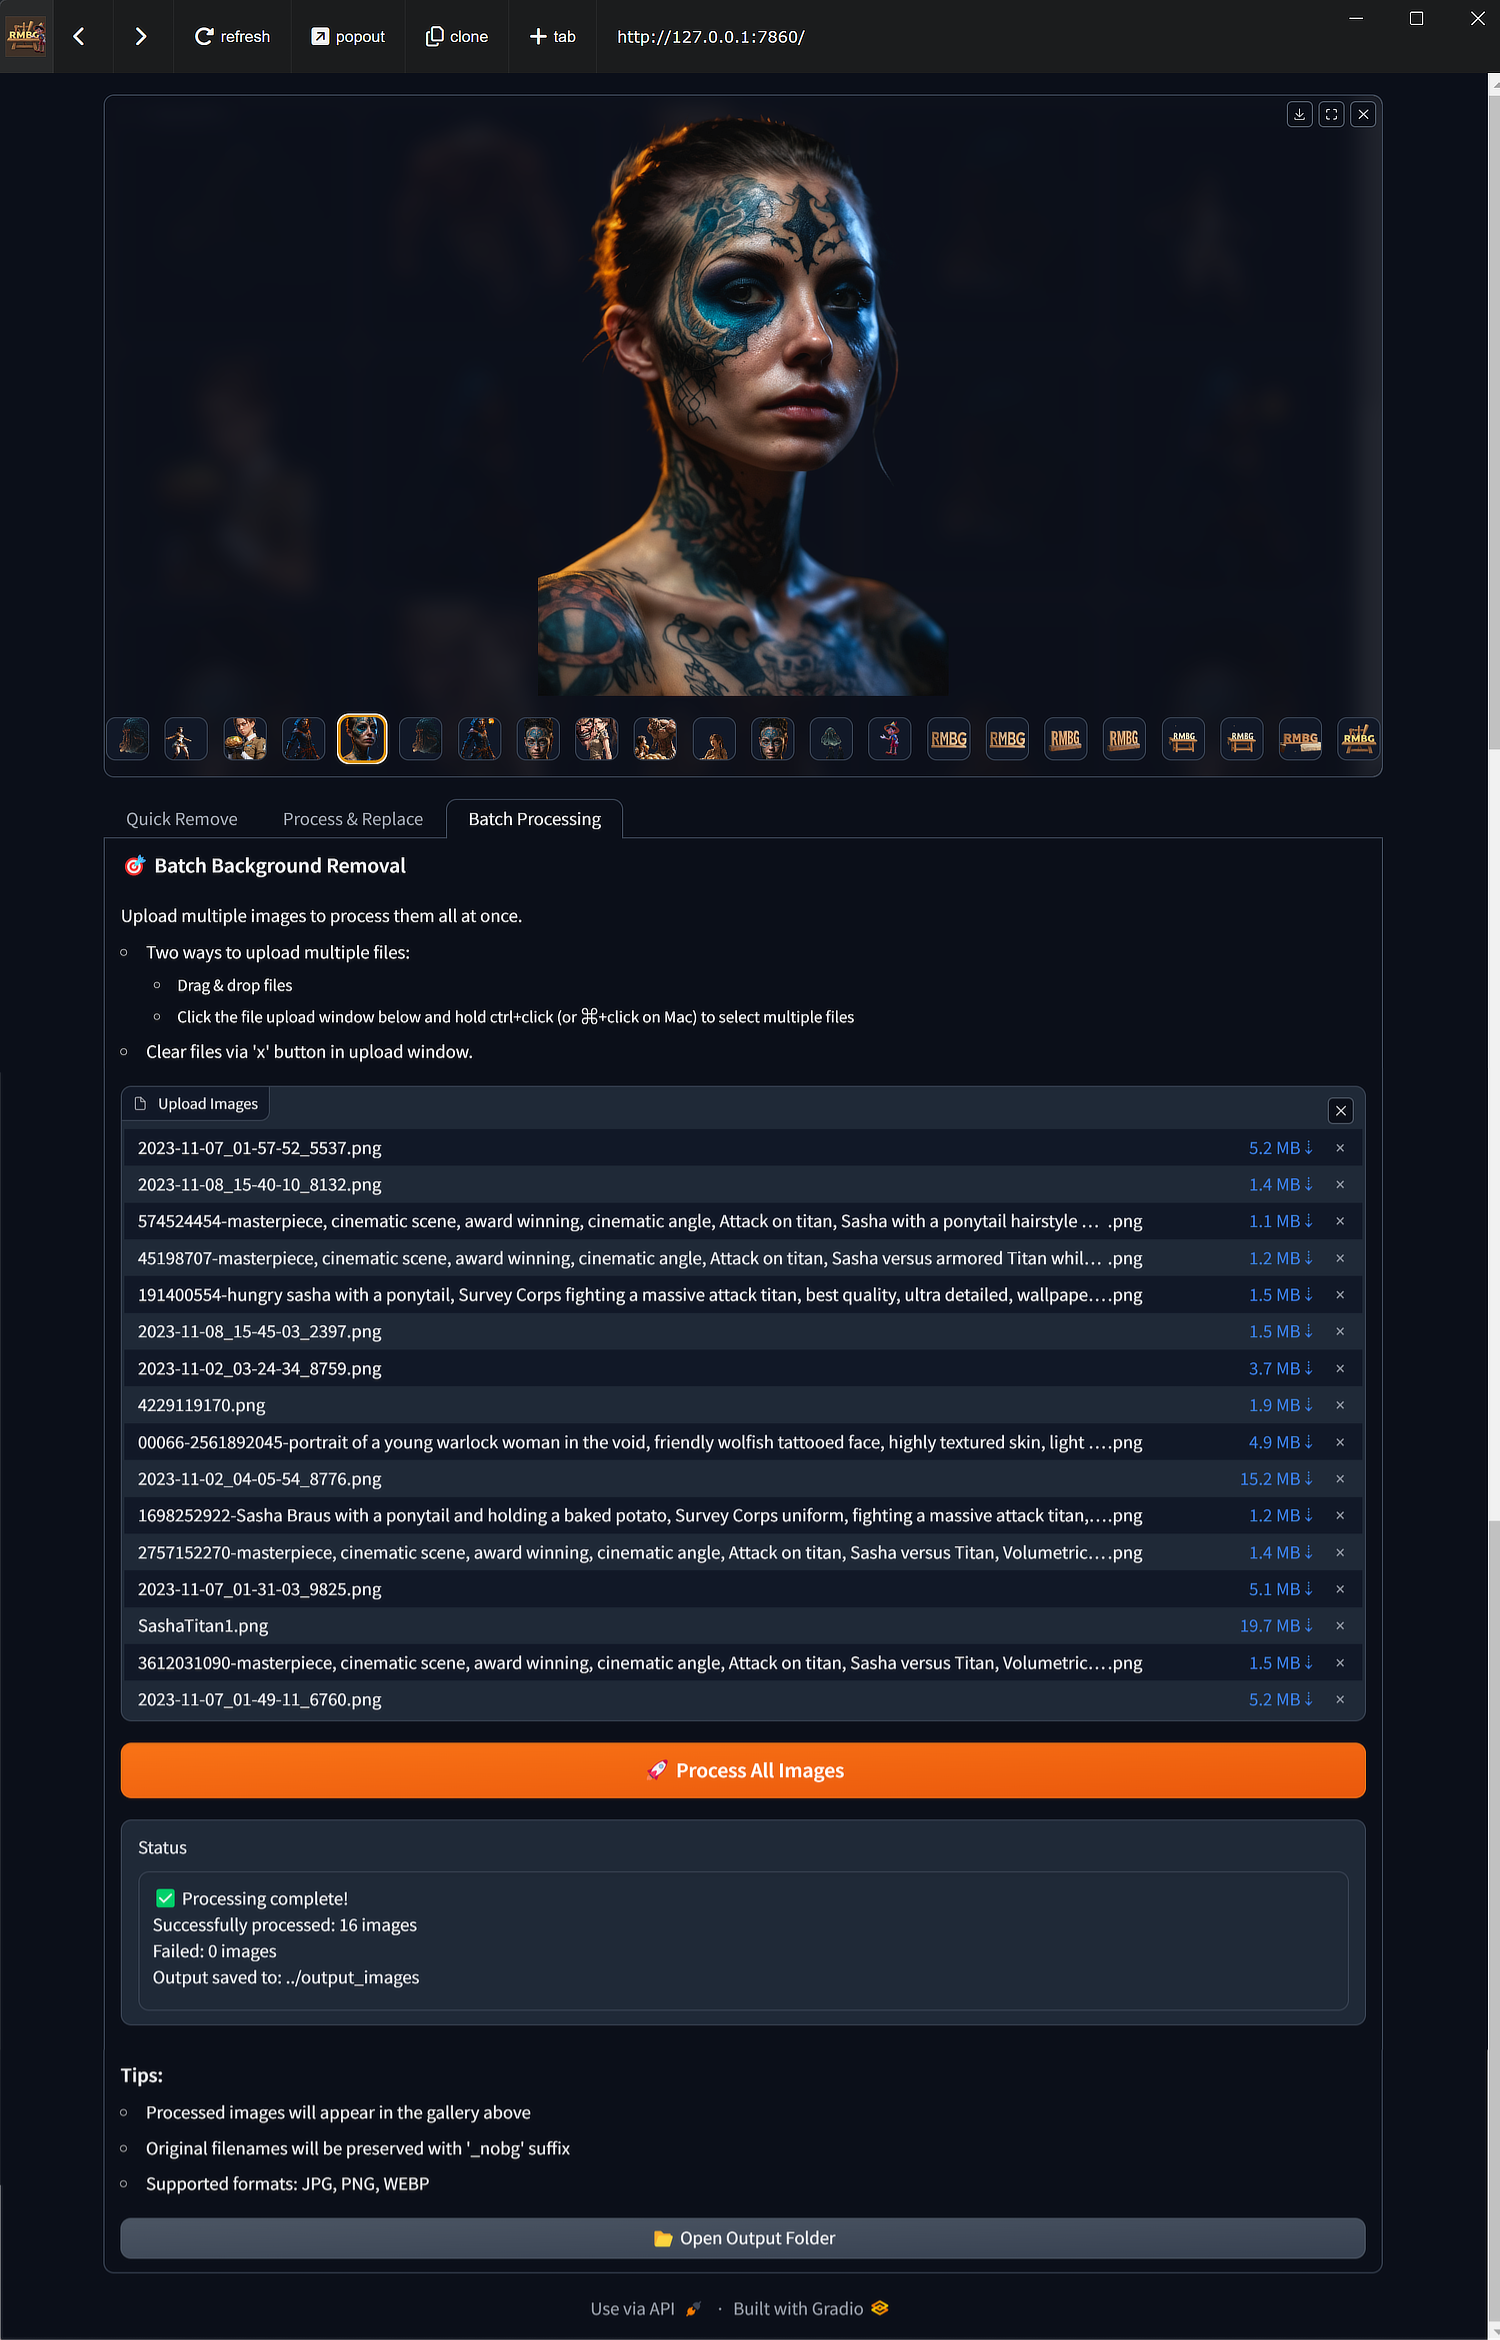 RMBG
refresh
popout
clone
tab
http://127.0.0.1:7860/
RMBG
RMBG
RMBG
RMBG
RMBG
RMBG
RMBG
RMBG
Quick Remove
Process & Replace
Batch Processing
Batch Background Removal
Upload multiple images to process them all at once.
Two ways to upload multiple files:
Drag & drop files
Click the file upload window below and hold ctrl+click (or ⌘+click on Mac) to select multiple files
Clear files via 'x' button in upload window.
Upload Images
2023-11-07_01-57-52_5537.png 5.2 MB ⇣
2023-11-08_15-40-10_8132.png 1.4 MB ⇣
574524454-masterpiece, cinematic scene, award winning, cinematic angle, Attack on titan, Sasha with a ponytail hairstyle … .png 1.1 MB ⇣
45198707-masterpiece, cinematic scene, award winning, cinematic angle, Attack on titan, Sasha versus armored Titan whil… .png 1.2 MB ⇣
191400554-hungry sasha with a ponytail, Survey Corps fighting a massive attack titan, best quality, ultra detailed, wallpape….png 1.5 MB ⇣
2023-11-08_15-45-03_2397.png 1.5 MB ⇣
2023-11-02_03-24-34_8759.png 3.7 MB ⇣
4229119170.png 1.9 MB ⇣
00066-2561892045-portrait of a young warlock woman in the void, friendly wolfish tattooed face, highly textured skin, light ….png 4.9 MB ⇣
2023-11-02_04-05-54_8776.png 15.2 MB ⇣
1698252922-Sasha Braus with a ponytail and holding a baked potato, Survey Corps uniform, fighting a massive attack titan,….png 1.2 MB ⇣
2757152270-masterpiece, cinematic scene, award winning, cinematic angle, Attack on titan, Sasha versus Titan, Volumetric….png 1.4 MB ⇣
2023-11-07_01-31-03_9825.png 5.1 MB ⇣
SashaTitan1.png 19.7 MB ⇣
3612031090-masterpiece, cinematic scene, award winning, cinematic angle, Attack on titan, Sasha versus Titan, Volumetric….png 1.5 MB ⇣
2023-11-07_01-49-11_6760.png 5.2 MB ⇣
Process All Images
Status
Processing complete!
Successfully processed: 16 images
Failed: 0 images
Output saved to: ../output_images
Tips:
Processed images will appear in the gallery above
Original filenames will be preserved with '_nobg' suffix
Supported formats: JPG, PNG, WEBP
Open Output Folder
Use via API · Built with Gradio